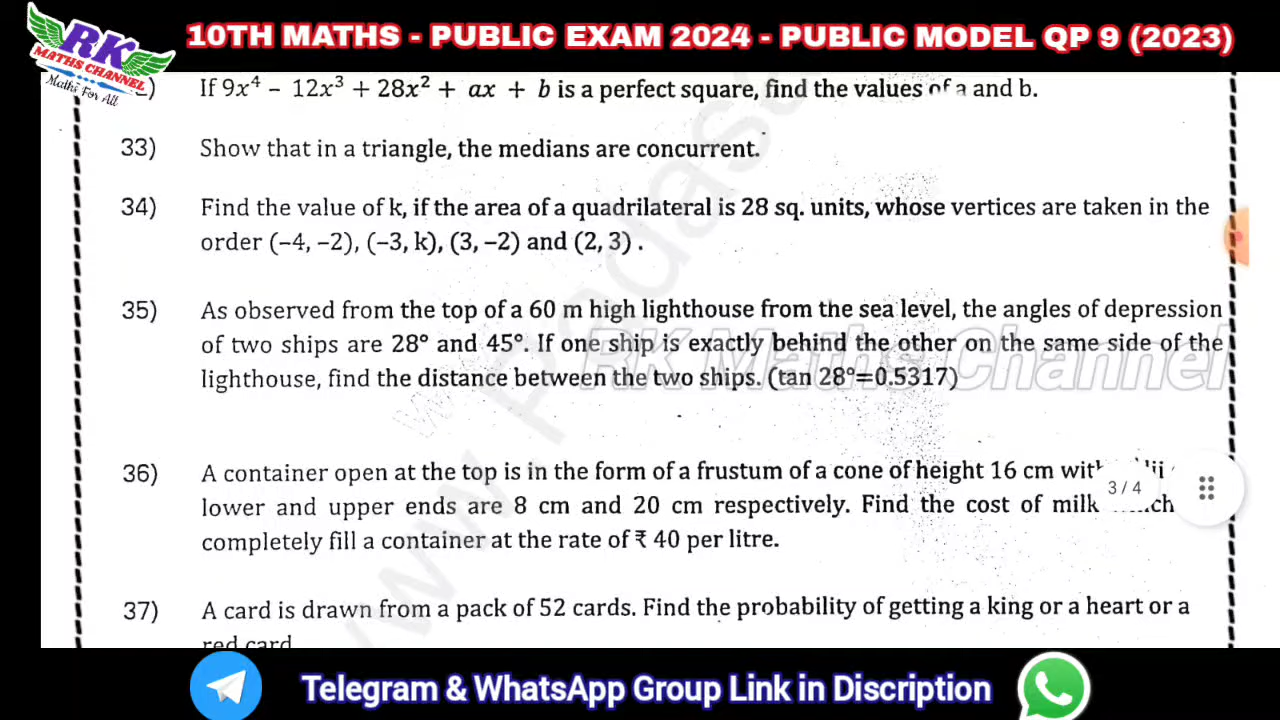 10TH MATHS - PUBLIC EXAM 2024 - PUBLIC MODEL QP 9 (2023)
RK
MATHS CHANNEL
Maths For All
If 9x⁴ – 12x³ + 28x² + ax + b is a perfect square, find the values of a and b.
33) Show that in a triangle, the medians are concurrent.
34) Find the value of k, if the area of a quadrilateral is 28 sq. units, whose vertices are taken in the
order (–4, –2), (–3, k), (3, –2) and (2, 3) .
35) As observed from the top of a 60 m high lighthouse from the sea level, the angles of depression
of two ships are 28° and 45°. If one ship is exactly behind the other on the same side of the
lighthouse, find the distance between the two ships. (tan 28°=0.5317)
RK Maths Channel
36) A container open at the top is in the form of a frustum of a cone of height 16 cm with
lower and upper ends are 8 cm and 20 cm respectively. Find the cost of milk
completely fill a container at the rate of ₹ 40 per litre.
3 / 4
37) A card is drawn from a pack of 52 cards. Find the probability of getting a king or a heart or a
red card
Telegram & WhatsApp Group Link in Discription